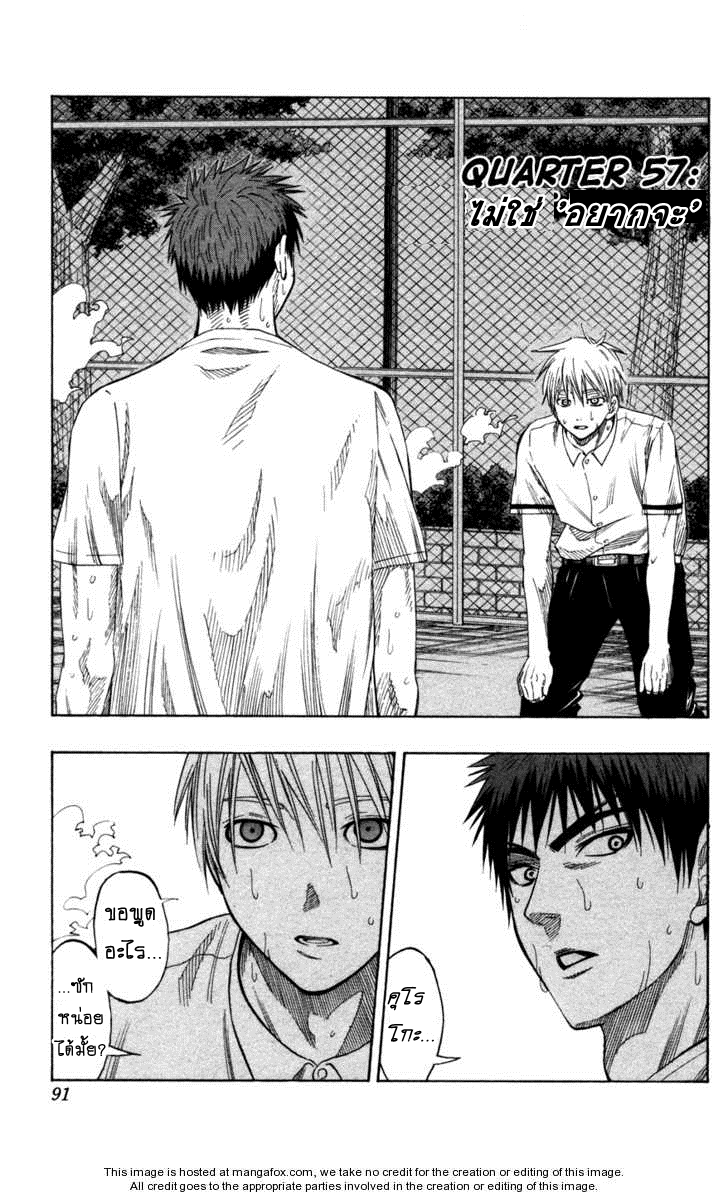 QUARTER 57:
ไม่ใช่ 'อยากจะ'
คุโร
โกะ...
ขอพูด
อะไร...
...ซัก
หน่อย
ได้มั้ย?
91
This image is hosted at mangafox.com, we take no credit for the creation or editing of this image.
All credit goes to the appropriate parties involved in the creation or editing of this image.